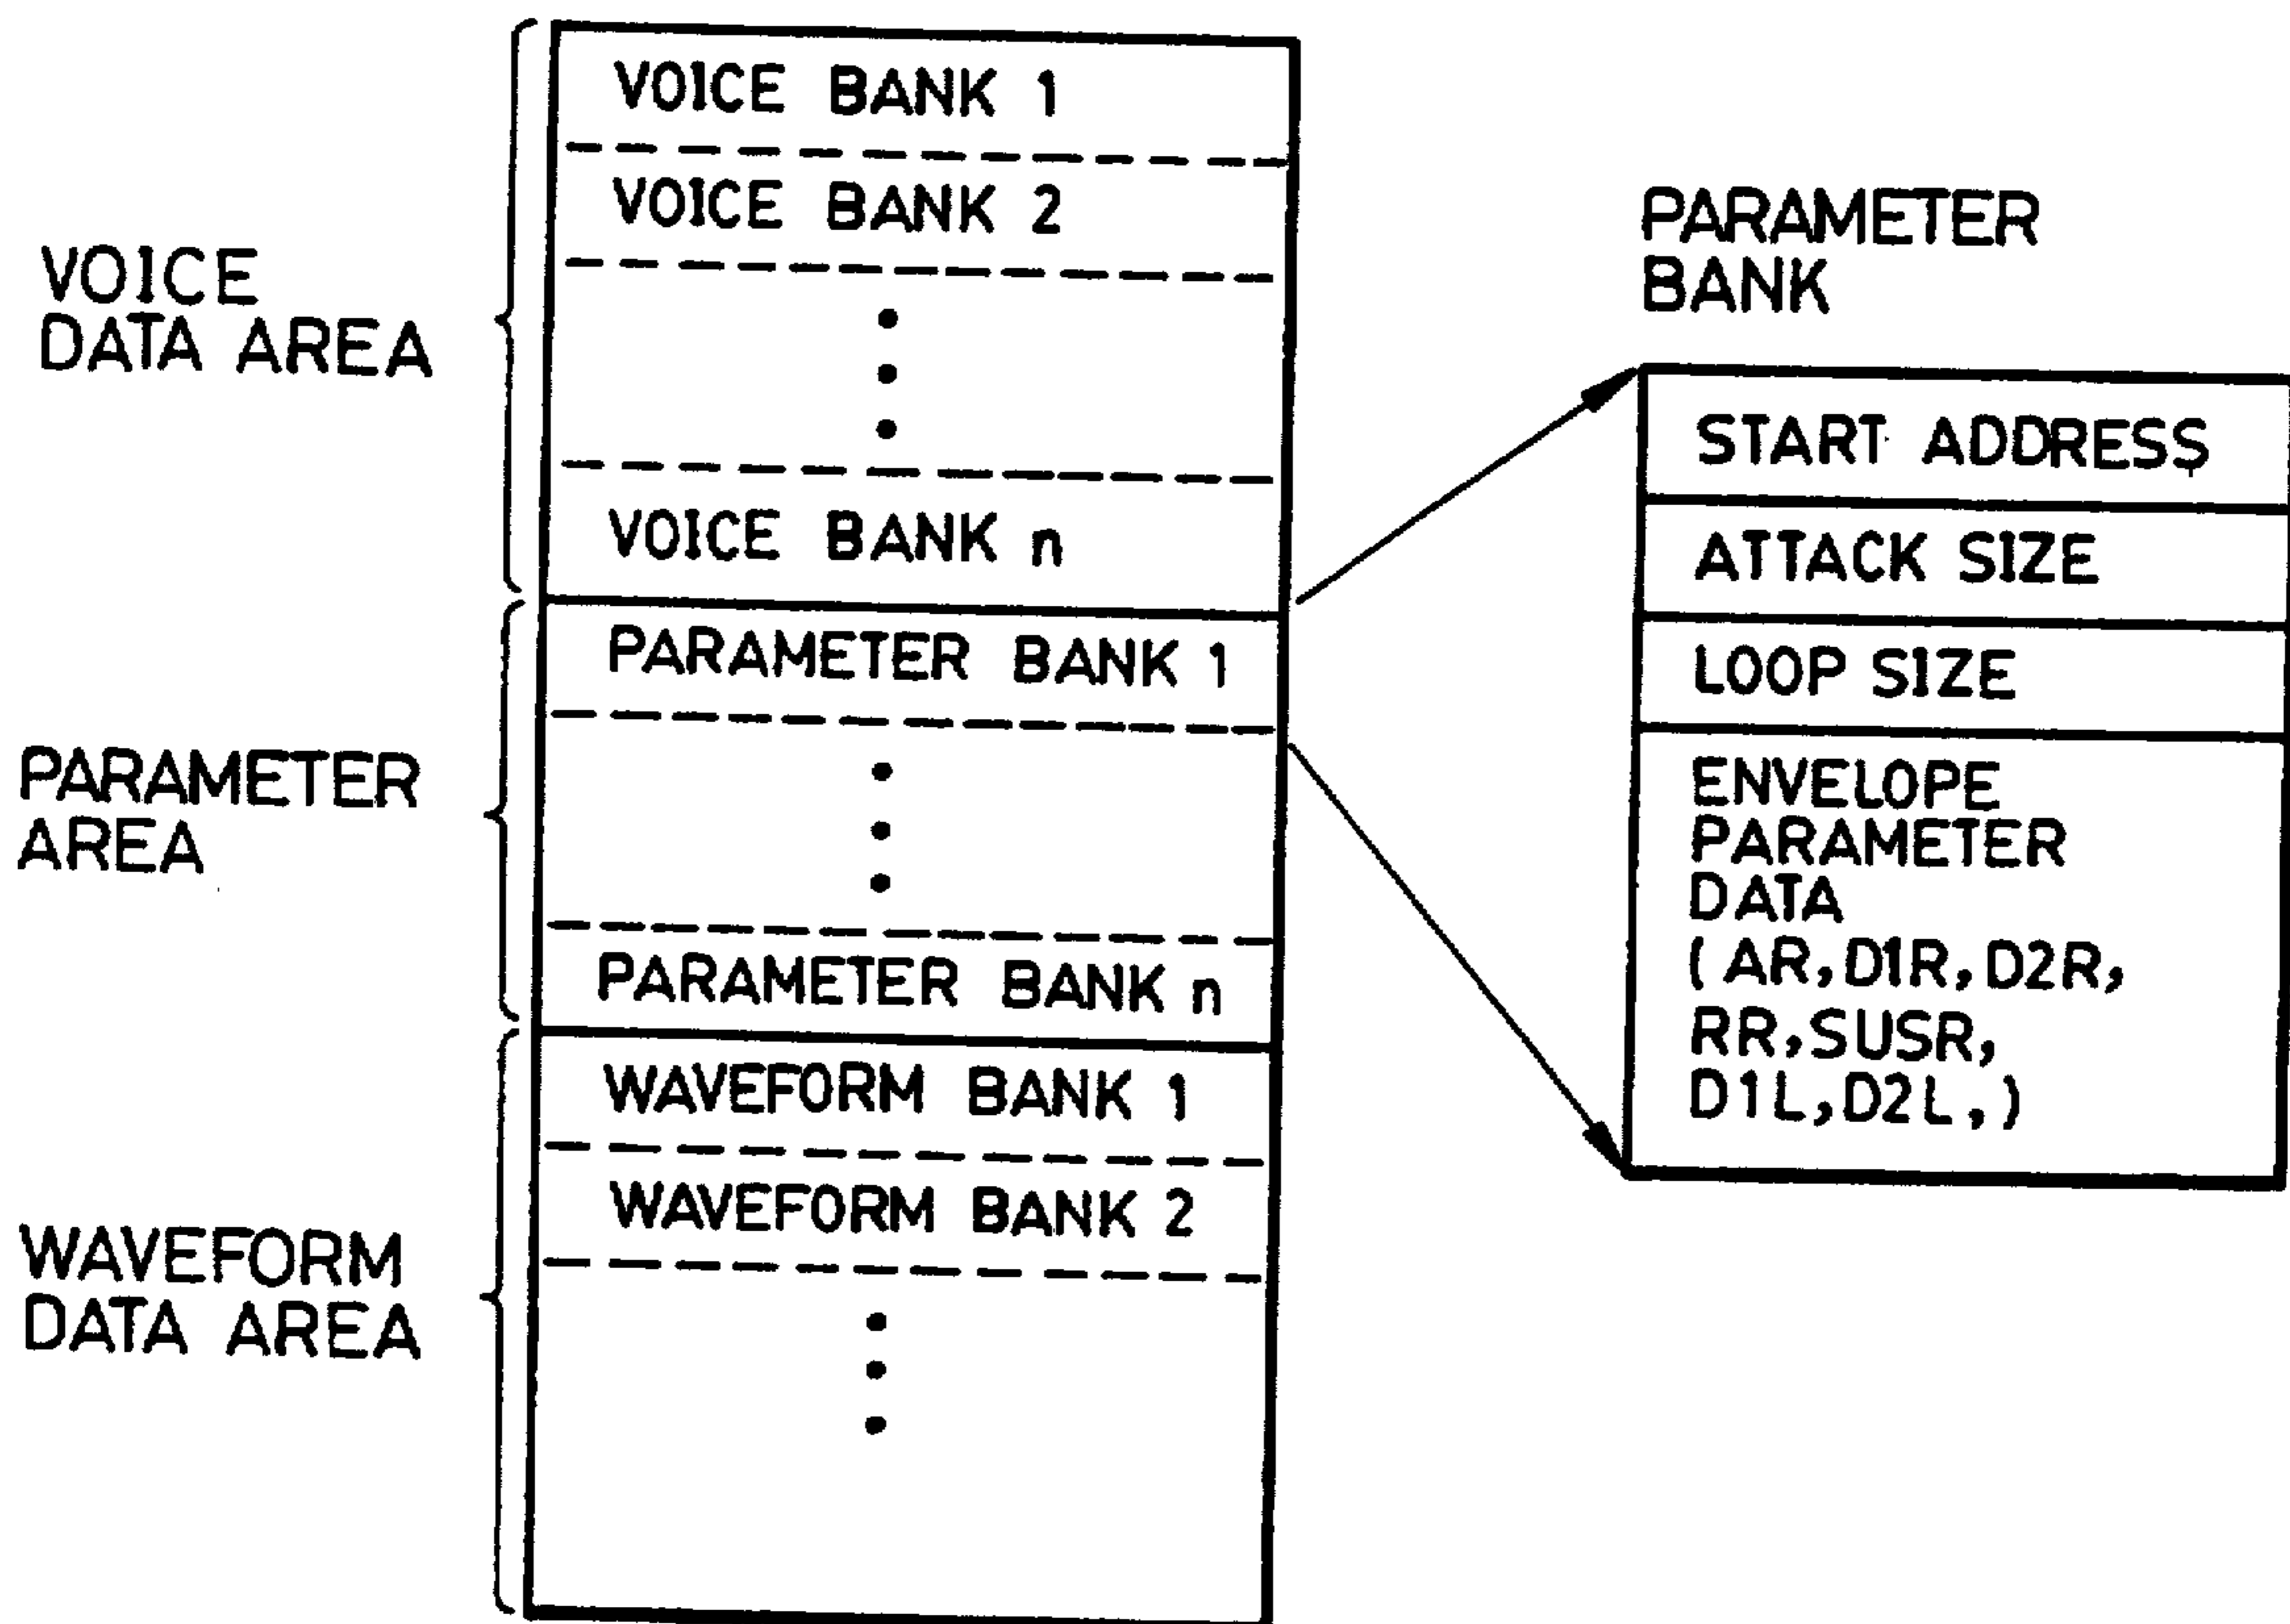 VOICE
DATA AREA
VOICE BANK 1
VOICE BANK 2
VOICE BANK n
PARAMETER
AREA
PARAMETER BANK 1
PARAMETER BANK n
WAVEFORM
DATA AREA
WAVEFORM BANK 1
WAVEFORM BANK 2
PARAMETER
BANK
START ADDRESS
ATTACK SIZE
LOOP SIZE
ENVELOPE
PARAMETER
DATA
(AR,D1R,D2R,
RR,SUSR,
D1L,D2L,)